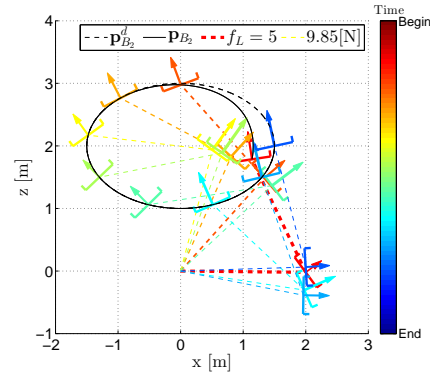 Time
p^d_{B_2} p_{B_2} f_L = 5 9.85[N]
Begin
4
3
2
1
0
−1
z [m]
−2 −1 0 1 2 3
x [m]
End